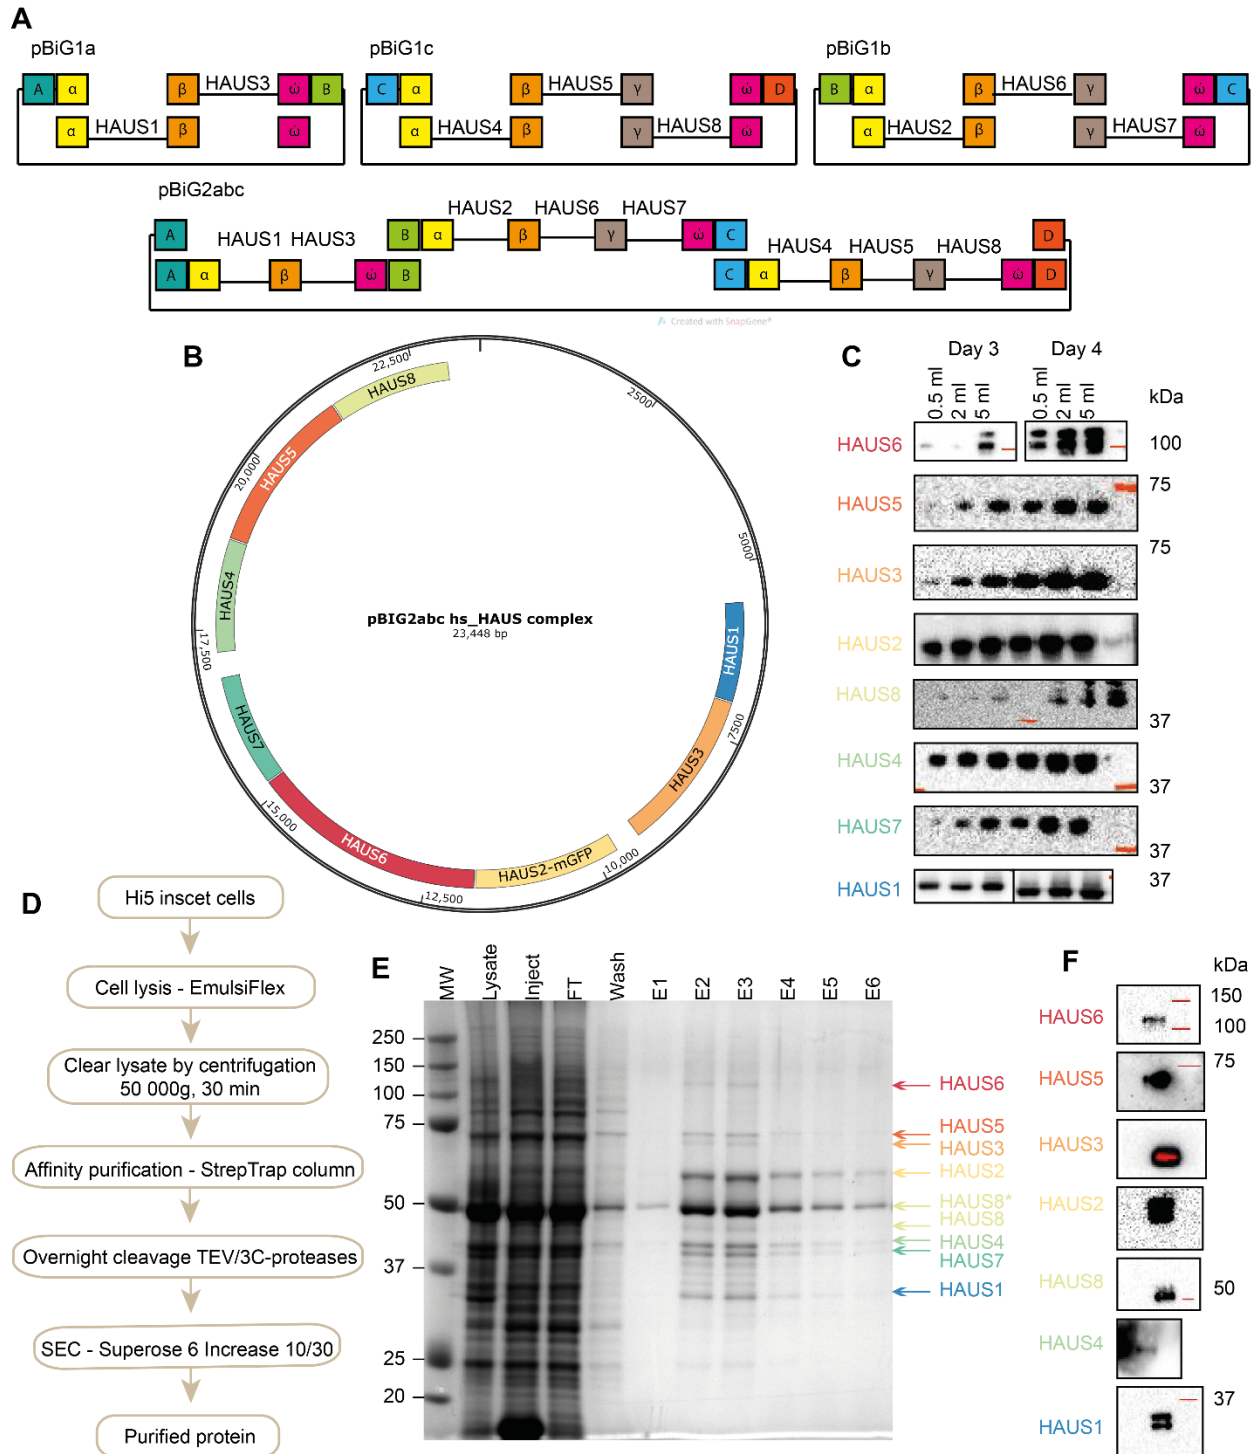 A
pBiG1a
pBiG1c
pBiG1b
A α β HAUS3 ώ B
C α β HAUS5 γ ώ D
B α β HAUS6 γ ώ C
α HAUS1 β ώ
α HAUS4 β γ HAUS8 ώ
α HAUS2 β γ HAUS7 ώ
pBiG2abc
HAUS2 HAUS6 HAUS7
A HAUS1 HAUS3 B α β γ ώ C HAUS4 HAUS5 HAUS8 D
A α β ώ B C α β γ ώ D
Created with SnapGene®
B
22,500
2500
HAUS8
HAUS5
20,000
5000
HAUS4
17,500
pBIG2abc hs_HAUS complex
23,448 bp
HAUS1
7500
HAUS3
HAUS7
15,000
HAUS6
HAUS2-mGFP
10,000
12,500
C
Day 3 Day 4
0.5 ml 2 ml 5 ml 0.5 ml 2 ml 5 ml kDa
HAUS6 100
75
HAUS5
75
HAUS3
HAUS2
HAUS8
37
HAUS4
37
HAUS7
37
HAUS1 37
D
Hi5 inscet cells
Cell lysis - EmulsiFlex
Clear lysate by centrifugation
50 000g, 30 min
Affinity purification - StrepTrap column
Overnight cleavage TEV/3C-proteases
SEC - Superose 6 Increase 10/30
Purified protein
E
MW Lysate Inject FT Wash E1 E2 E3 E4 E5 E6
250
150
100
75
50
37
25
20
HAUS6
HAUS5
HAUS3
HAUS2
HAUS8*
HAUS8
HAUS4
HAUS7
HAUS1
F
kDa
150
HAUS6
100
75
HAUS5
HAUS3
HAUS2
HAUS8 50
HAUS4
37
HAUS1